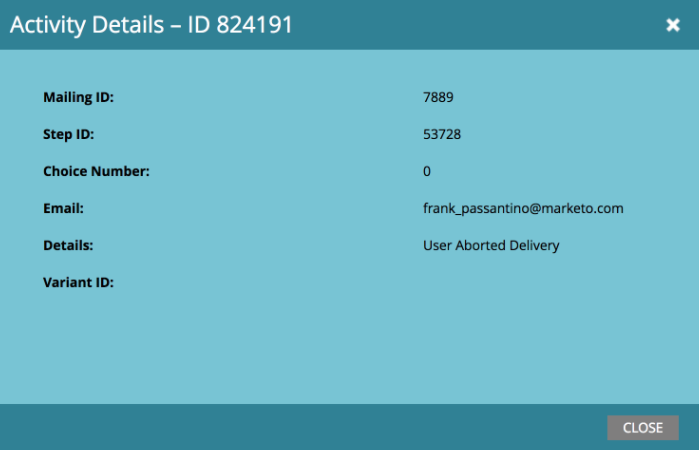 Activity Details – ID 824191
Mailing ID: 7889
Step ID: 53728
Choice Number: 0
Email: frank_passantino@marketo.com
Details: User Aborted Delivery
Variant ID:
CLOSE